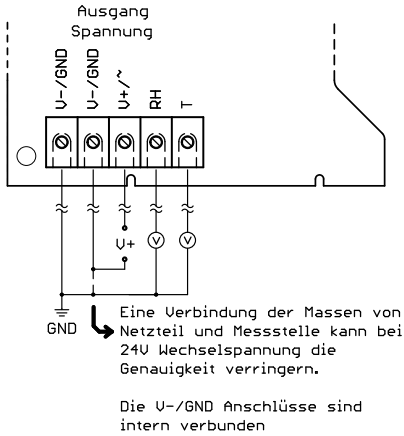 Ausgang
Spannung
V-/GND
V-/GND
V+/~
RH
T
V+
V
V
GND
Eine Verbindung der Massen von
Netzteil und Messstelle kann bei
24V Wechselspannung die
Genauigkeit verringern.
Die V-/GND Anschlüsse sind
intern verbunden